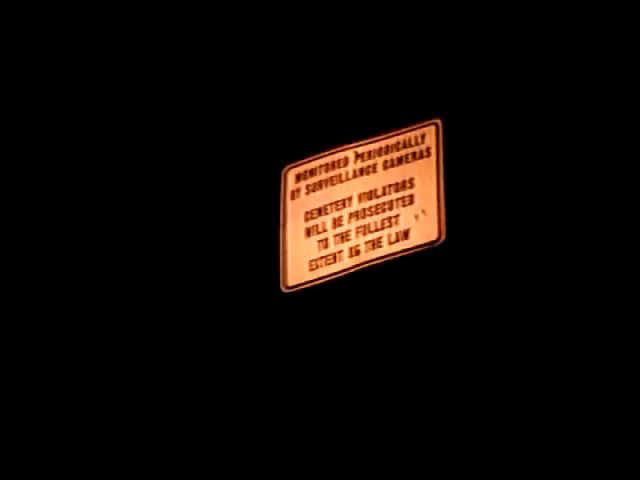 MONITORED PERIODICALLY
BY SURVEILLANCE CAMERAS
CEMETERY VIOLATORS
WILL BE PROSECUTED
TO THE FULLEST
EXTENT OF THE LAW